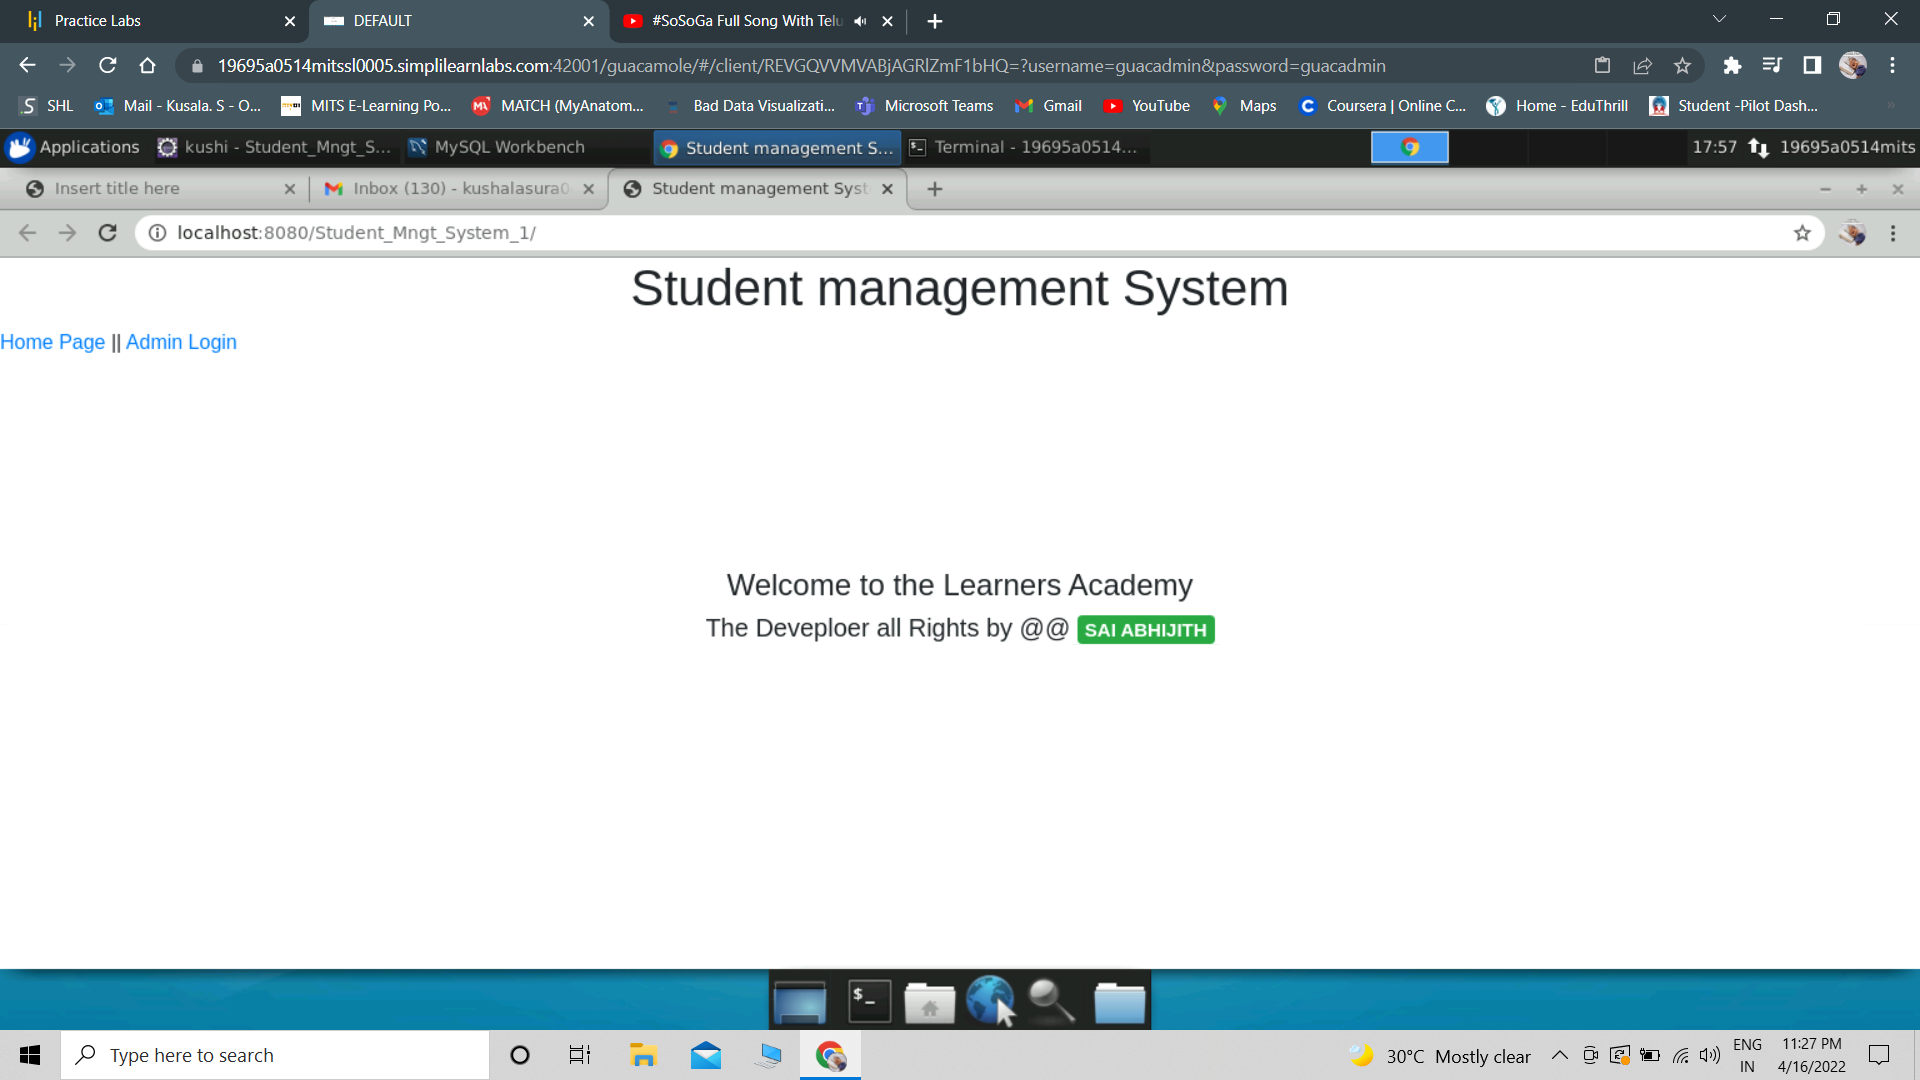 Practice Labs
DEFAULT
#SoSoGa Full Song With Telu
19695a0514mitssl0005.simplilearnlabs.com:42001/guacamole/#/client/REVGQVVMVABjAGRlZmF1bHQ=?username=guacadmin&password=guacadmin
SHL
Mail - Kusala. S - O...
MITS E-Learning Po...
MATCH (MyAnatom...
Bad Data Visualizati...
Microsoft Teams
Gmail
YouTube
Maps
Coursera | Online C...
Home - EduThrill
Student -Pilot Dash...
Applications
kushi - Student_Mngt_S...
MySQL Workbench
Student management S...
Terminal - 19695a0514...
17:57
19695a0514mits
Insert title here
Inbox (130) - kushalasura0
Student management Syst
localhost:8080/Student_Mngt_System_1/
Student management System
Home Page || Admin Login
Welcome to the Learners Academy
The Deveploer all Rights by @@ SAI ABHIJITH
Type here to search
30°C Mostly clear
ENG
IN
11:27 PM
4/16/2022